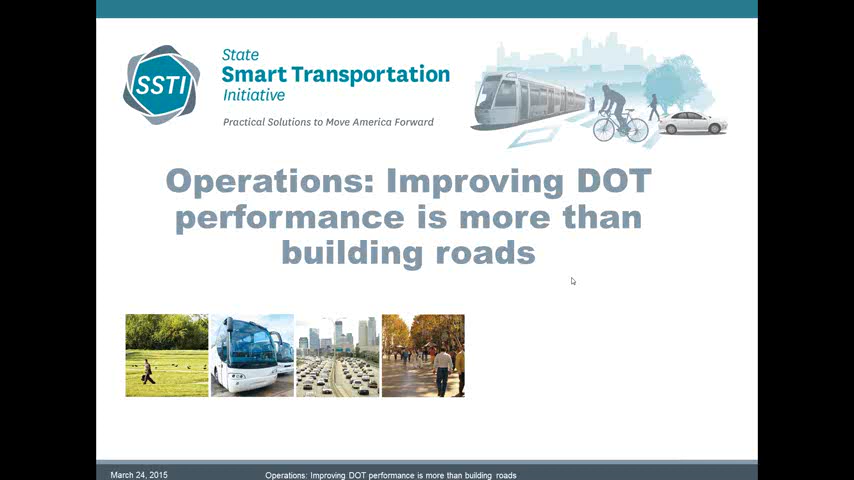 SSTI
State
Smart Transportation
Initiative
Practical Solutions to Move America Forward
Operations: Improving DOT
performance is more than
building roads
March 24, 2015
Operations: Improving DOT performance is more than building roads